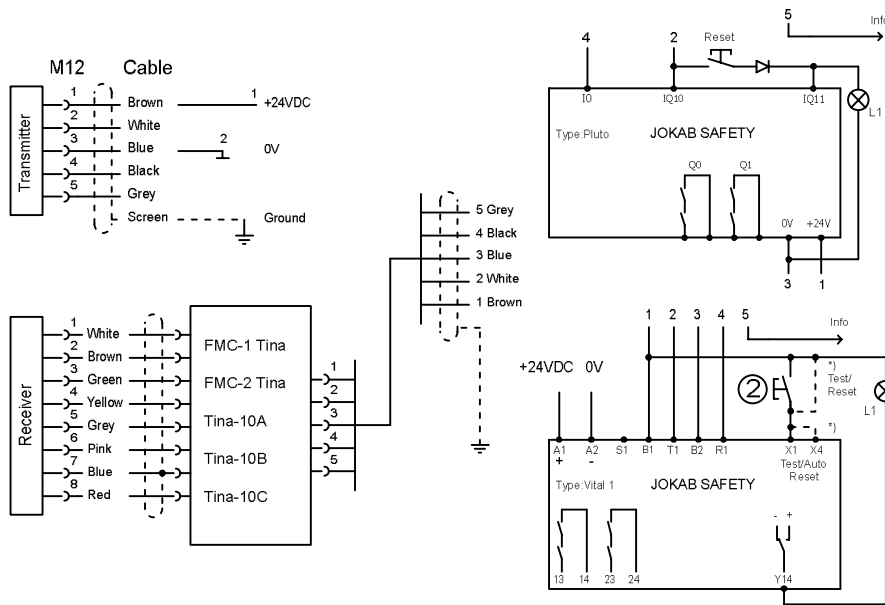 M12 Cable
Transmitter
1 Brown 1 +24VDC
2 White
3 Blue 2 0V
4 Black
5 Grey
Screen Ground
Receiver
1 White
2 Brown
3 Green
4 Yellow
5 Grey
6 Pink
7 Blue
8 Red
FMC-1 Tina
FMC-2 Tina
Tina-10A
Tina-10B
Tina-10C
1
2
3
4
5
5 Grey
4 Black
3 Blue
2 White
1 Brown
4 2 Reset 5 Info
I0 IQ10 IQ11
L1
Type:Pluto JOKAB SAFETY
Q0 Q1
0V +24V
3 1
1 2 3 4 5 Info
+24VDC 0V
2
*)
Test/
Reset
L1
*)
A1 A2 S1 B1 T1 B2 R1 X1 X4
+ -
Test/Auto
Reset
Type:Vital 1 JOKAB SAFETY
- +
13 14 23 24 Y14